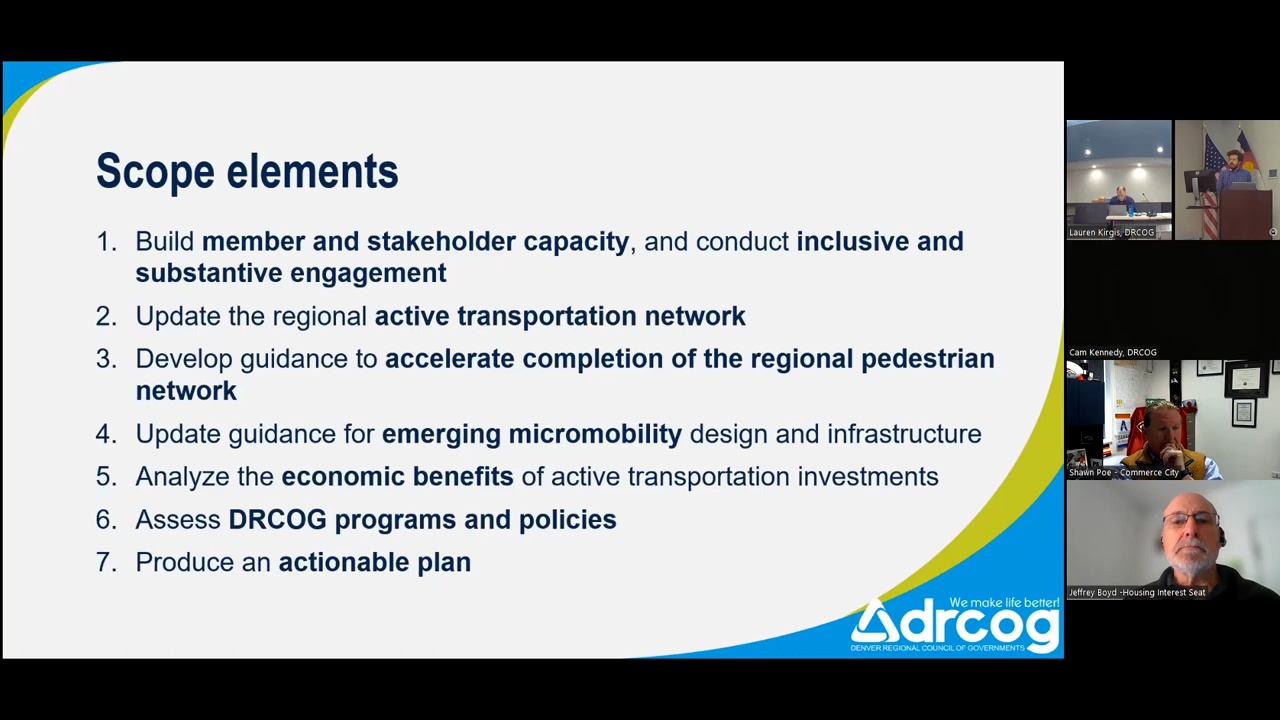 Scope elements
1. Build member and stakeholder capacity, and conduct inclusive and
substantive engagement
2. Update the regional active transportation network
3. Develop guidance to accelerate completion of the regional pedestrian
network
4. Update guidance for emerging micromobility design and infrastructure
5. Analyze the economic benefits of active transportation investments
6. Assess DRCOG programs and policies
7. Produce an actionable plan
We make life better!
drcog
DENVER REGIONAL COUNCIL OF GOVERNMENTS
Lauren Kirgis, DRCOG
Cam Kennedy, DRCOG
Shawn Poe - Commerce City
Jeffrey Boyd -Housing Interest Seat